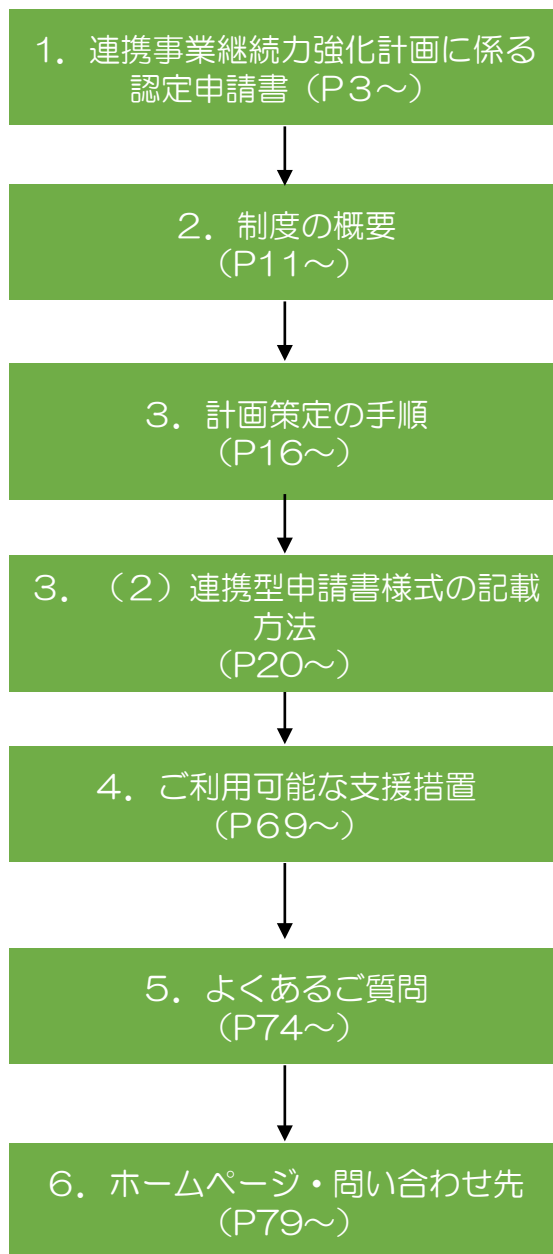 １．連携事業継続力強化計画に係る
認定申請書（Ｐ３～）
２．制度の概要
（P11～）
３．計画策定の手順
（P16～）
３．（２）連携型申請書様式の記載
方法
（P20～）
４．ご利用可能な支援措置
（Ｐ６９～）
５．よくあるご質問
（P74～）
６．ホームページ・問い合わせ先
（P79～）